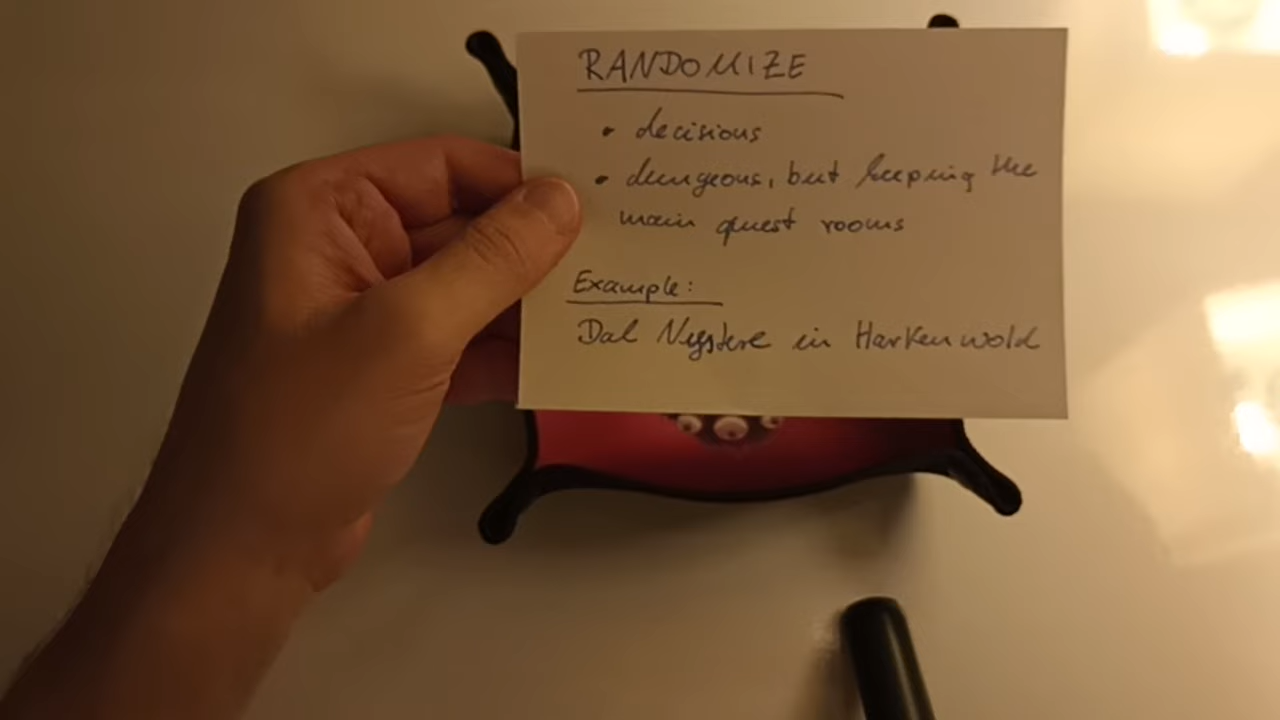 RANDOMIZE
• decisions
• dungeons, but keeping the
main quest rooms
Example:
Dal Nystere in Harkenwold